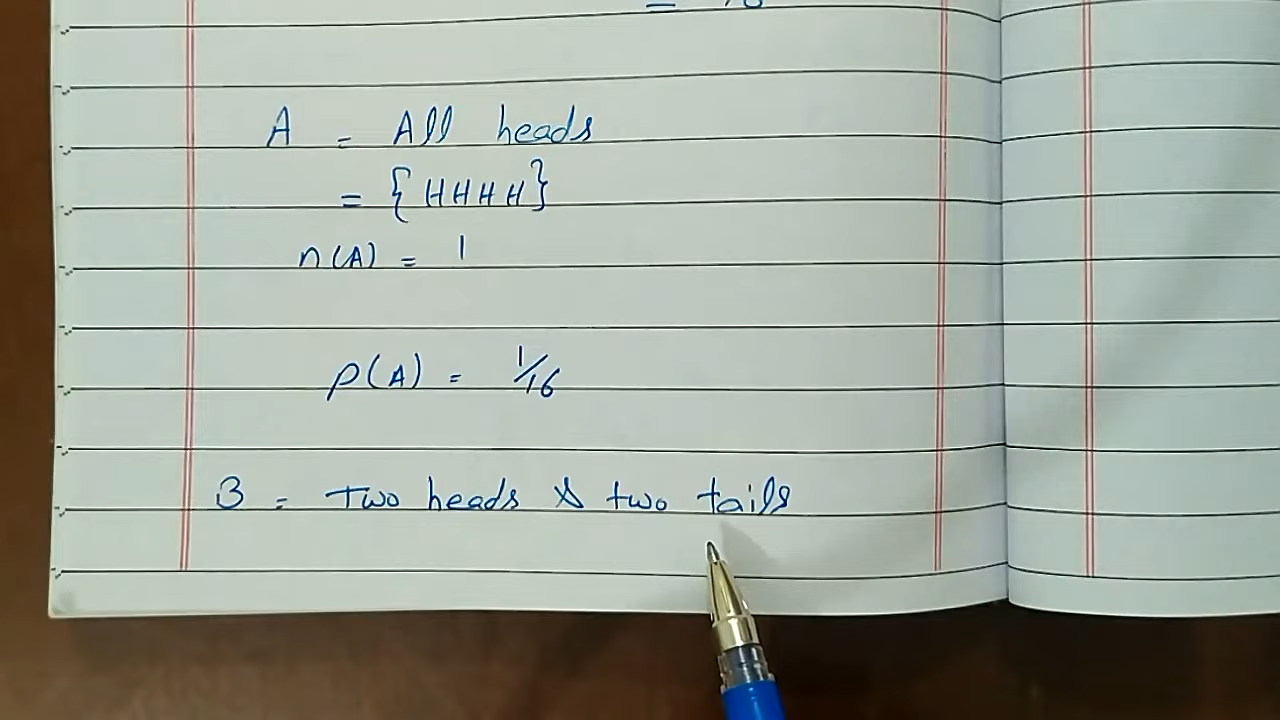 A = All heads
= {HHHH}
n(A) = 1
P(A) = 1/16
B = Two heads & two tails